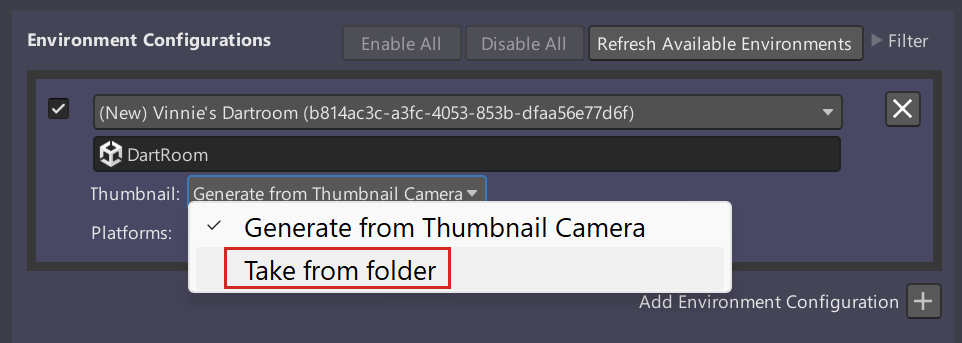 Environment Configurations
Enable All
Disable All
Refresh Available Environments
Filter
(New) Vinnie's Dartroom (b814ac3c-a3fc-4053-853b-dfaa56e77d6f)
DartRoom
Thumbnail: Generate from Thumbnail Camera
Generate from Thumbnail Camera
Platforms:
Take from folder
Add Environment Configuration